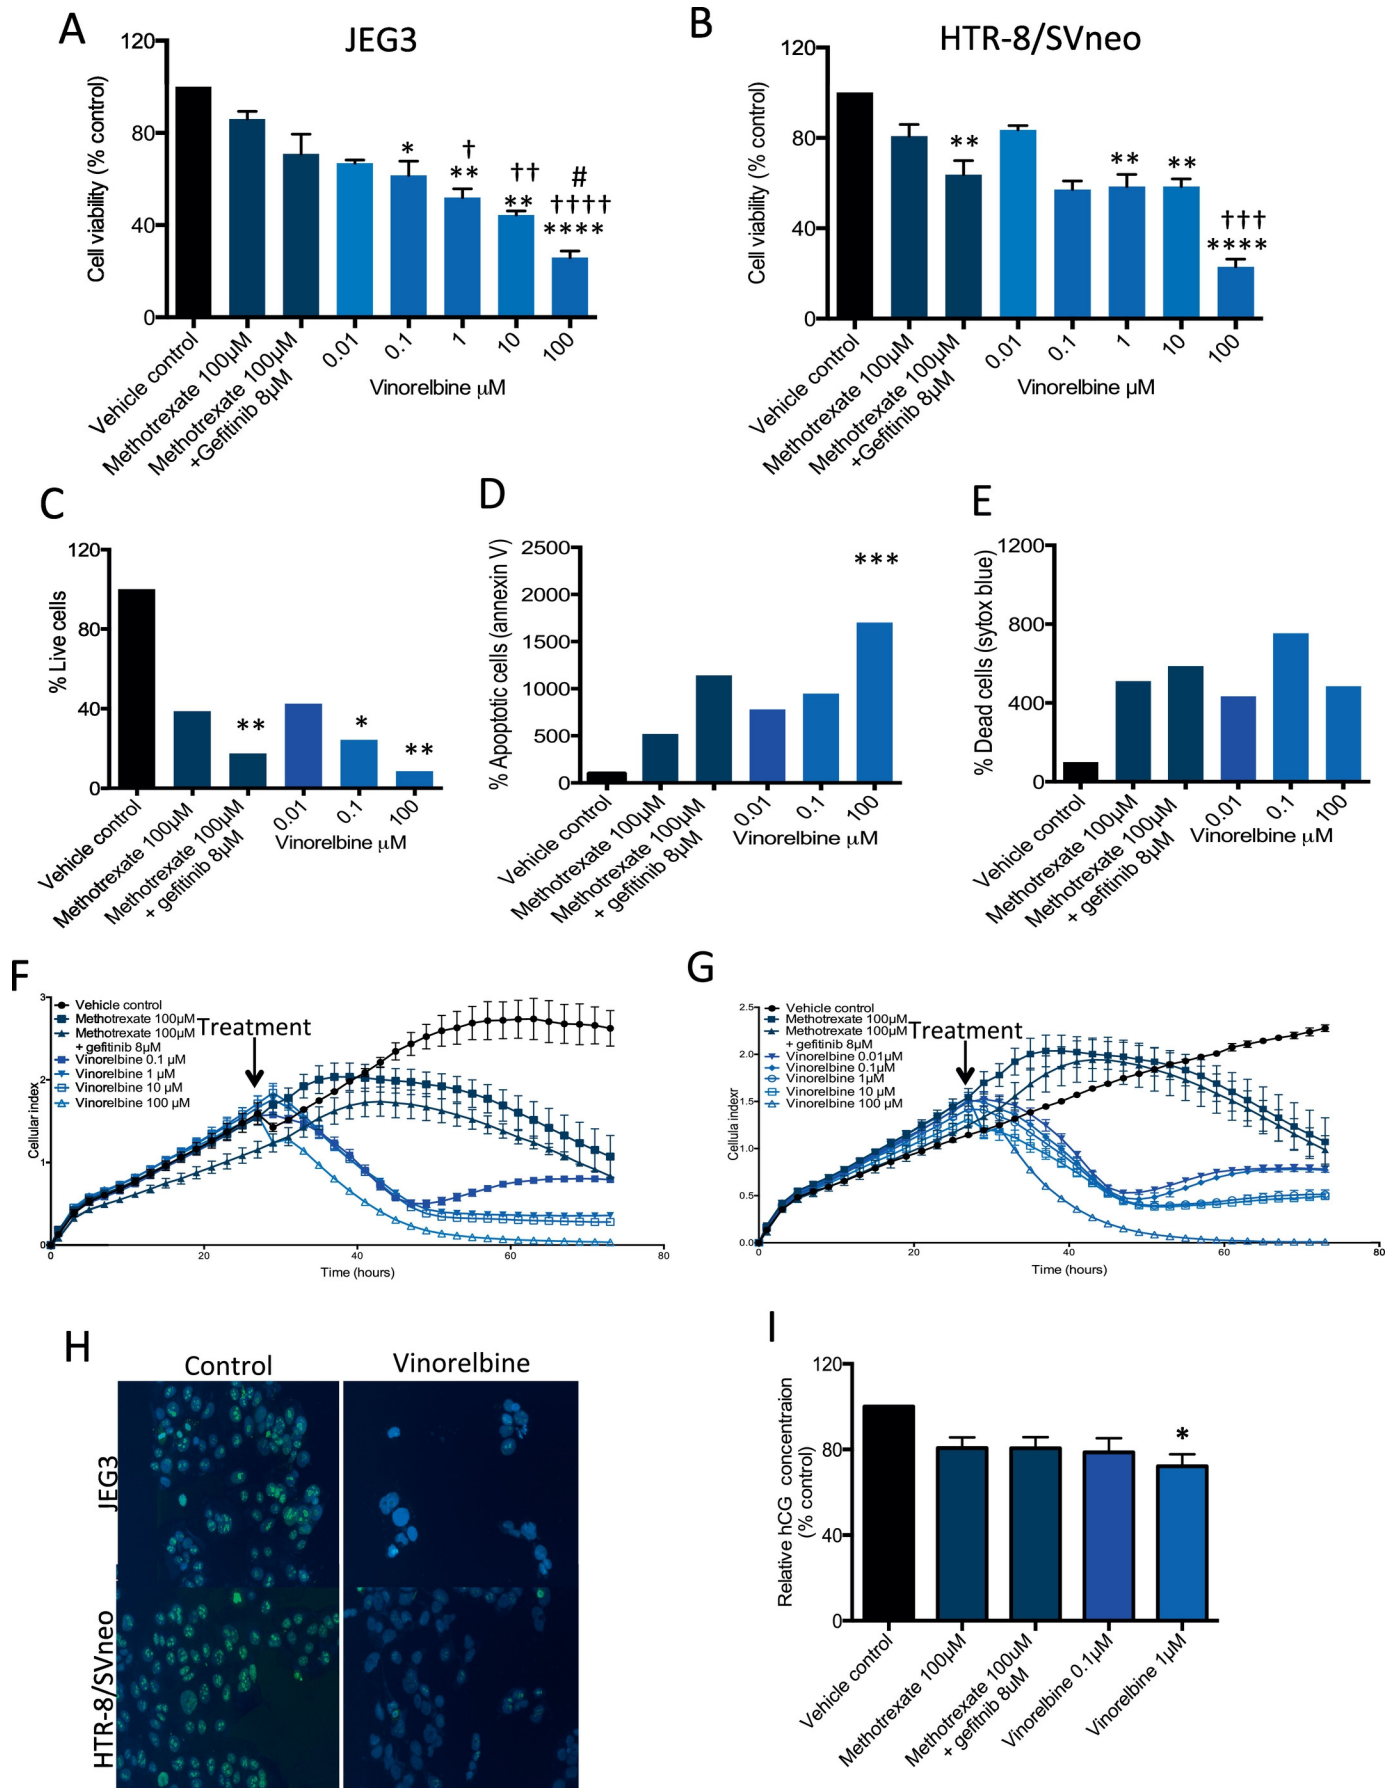 A
JEG3
Cell viability (% control)
120
80
40
0
*
†
**
††
**
#
††††
****
Vehicle control
Methotrexate 100µM
Methotrexate 100µM
+Gefitinib 8µM
0.01
0.1
1
10
100
Vinorelbine µM
B
HTR-8/SVneo
Cell viability (% control)
120
80
40
0
**
**
**
†††
****
Vehicle control
Methotrexate 100µM
Methotrexate 100µM
+Gefitinib 8µM
0.01
0.1
1
10
100
Vinorelbine µM
C
% Live cells
120
80
40
0
**
*
**
Vehicle control
Methotrexate 100µM
Methotrexate 100µM
+ gefitinib 8µM
0.01
0.1
100
Vinorelbine µM
D
% Apoptotic cells (annexin V)
2500
2000
1500
1000
500
0
***
Vehicle control
Methotrexate 100µM
Methotrexate 100µM
+ gefitinib 8µM
0.01
0.1
100
Vinorelbine µM
E
% Dead cells (sytox blue)
1200
800
400
0
Vehicle control
Methotrexate 100µM
Methotrexate 100µM
+ gefitinib 8µM
0.01
0.1
100
Vinorelbine µM
F
Cellular index
3
2
1
0
Vehicle control
Methotrexate 100µM
Methotrexate 100µM
+ gefitinib 8µM
Vinorelbine 0.1 µM
Vinorelbine 1 µM
Vinorelbine 10 µM
Vinorelbine 100 µM
Treatment
0
20
40
60
80
Time (hours)
G
Cellula indexr
2.5
2.0
1.5
1.0
0.5
0.0
Vehicle control
Methotrexate 100µM
Methotrexate 100µM
+ gefitinib 8µM
Vinorelbine 0.01µM
Vinorelbine 0.1µM
Vinorelbine 1µM
Vinorelbine 10 µM
Vinorelbine 100 µM
Treatment
0
20
40
60
80
Time (hours)
H
Control
Vinorelbine
JEG3
HTR-8/SVneo
I
Relative hCG concentraion
(% control)
120
80
40
0
*
Vehicle control
Methotrexate 100µM
Methotrexate 100µM
+ gefitnib 8µM
Vinorelbine 0.1µM
Vinorelbine 1µM